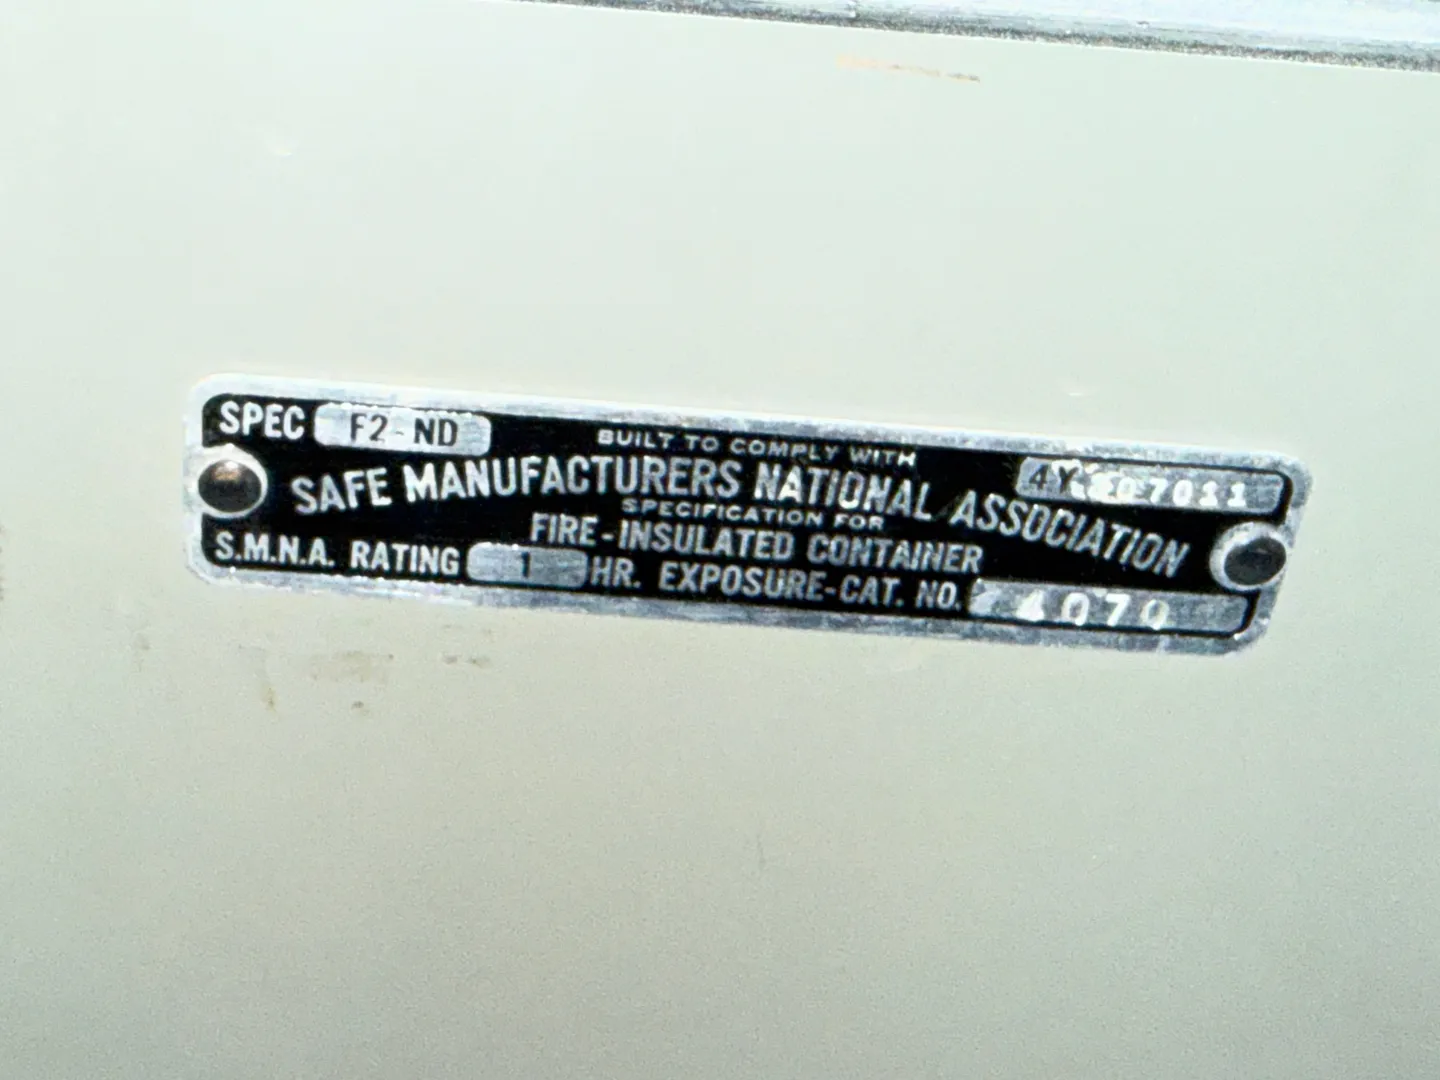 SPEC F2-ND
BUILT TO COMPLY WITH
SAFE MANUFACTURERS NATIONAL ASSOCIATION
SPECIFICATION FOR
FIRE-INSULATED CONTAINER
S.M.N.A. RATING 1 HR. EXPOSURE-CAT. NO. 4070